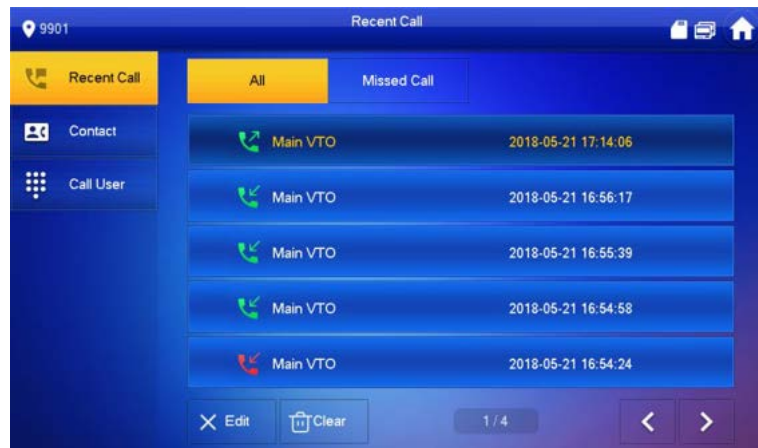 9901
Recent Call
Recent Call
Contact
Call User
All
Missed Call
Main VTO 2018-05-21 17:14:06
Main VTO 2018-05-21 16:56:17
Main VTO 2018-05-21 16:55:39
Main VTO 2018-05-21 16:54:58
Main VTO 2018-05-21 16:54:24
Edit
Clear
1 / 4